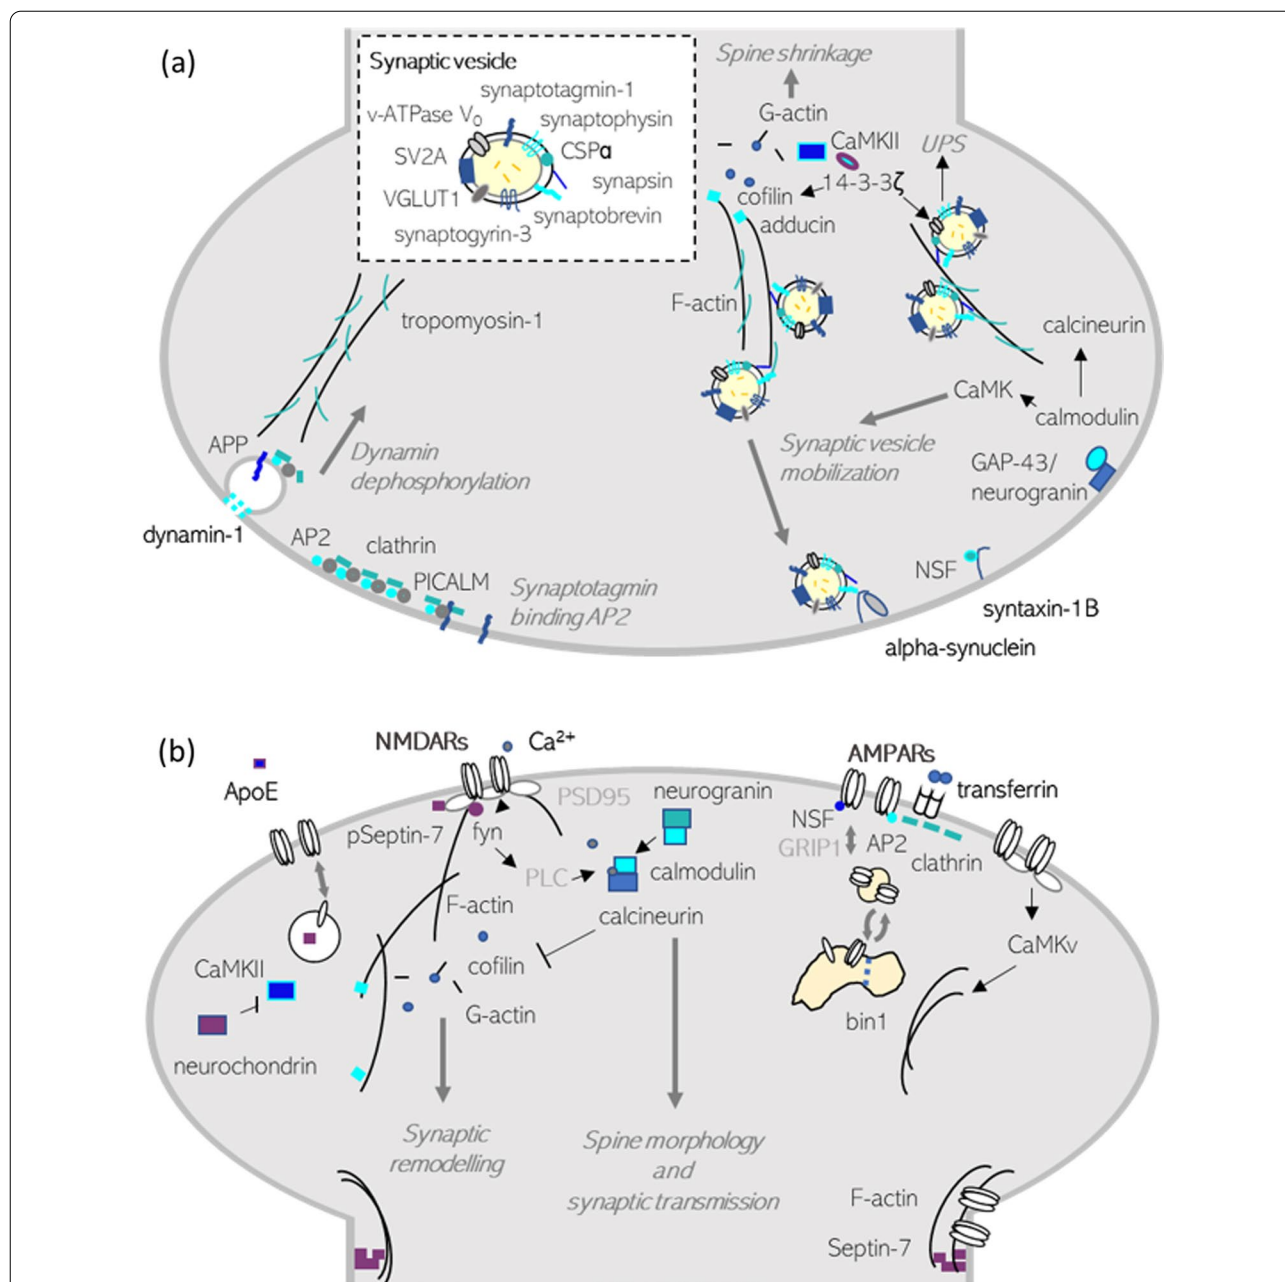 (a)
Synaptic vesicle
synaptotagmin-1
v-ATPase V₀
synaptophysin
SV2A
CSPα
synapsin
VGLUT1
synaptobrevin
synaptogyrin-3
Spine shrinkage
G-actin
CaMKII
UPS
14-3-3ζ
cofilin
adducin
F-actin
tropomyosin-1
calcineurin
CaMK
calmodulin
APP
Dynamin
dephosphorylation
Synaptic vesicle
mobilization
GAP-43/
neurogranin
dynamin-1
AP2
clathrin
PICALM
Synaptotagmin
binding AP2
NSF
syntaxin-1B
alpha-synuclein
(b)
NMDARs
Ca²⁺
AMPARs
ApoE
PSD95
neurogranin
transferrin
pSeptin-7
fyn
NSF
GRIP1
AP2
clathrin
PLC
calmodulin
F-actin
calcineurin
CaMKv
CaMKII
cofilin
G-actin
bin1
neurochondrin
Synaptic
remodelling
Spine morphology
and
synaptic transmission
F-actin
Septin-7